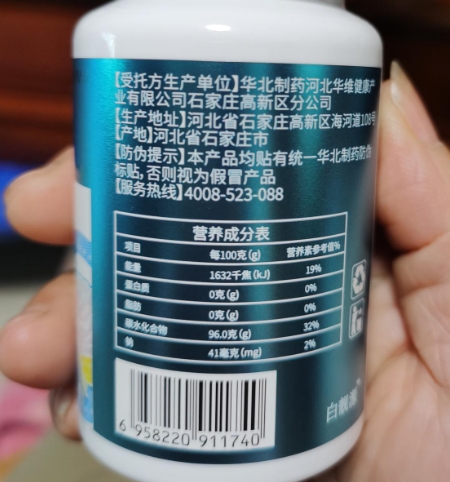 【受托方生产单位】华北制药河北华维健康产
业有限公司石家庄高新区分公司
【生产地址】河北省石家庄高新区海河道108号
【产地】河北省石家庄市
【防伪提示】本产品均贴有统一华北制药防伪
标贴,否则视为假冒产品
【服务热线】4008-523-088
营养成分表
项目 每100克(g) 营养素参考值%
能量 1632千焦(kJ) 19%
蛋白质 0克(g) 0%
脂肪 0克(g) 0%
碳水化合物 96.0克(g) 32%
钠 41毫克(mg) 2%
6 958220 911740
白靓